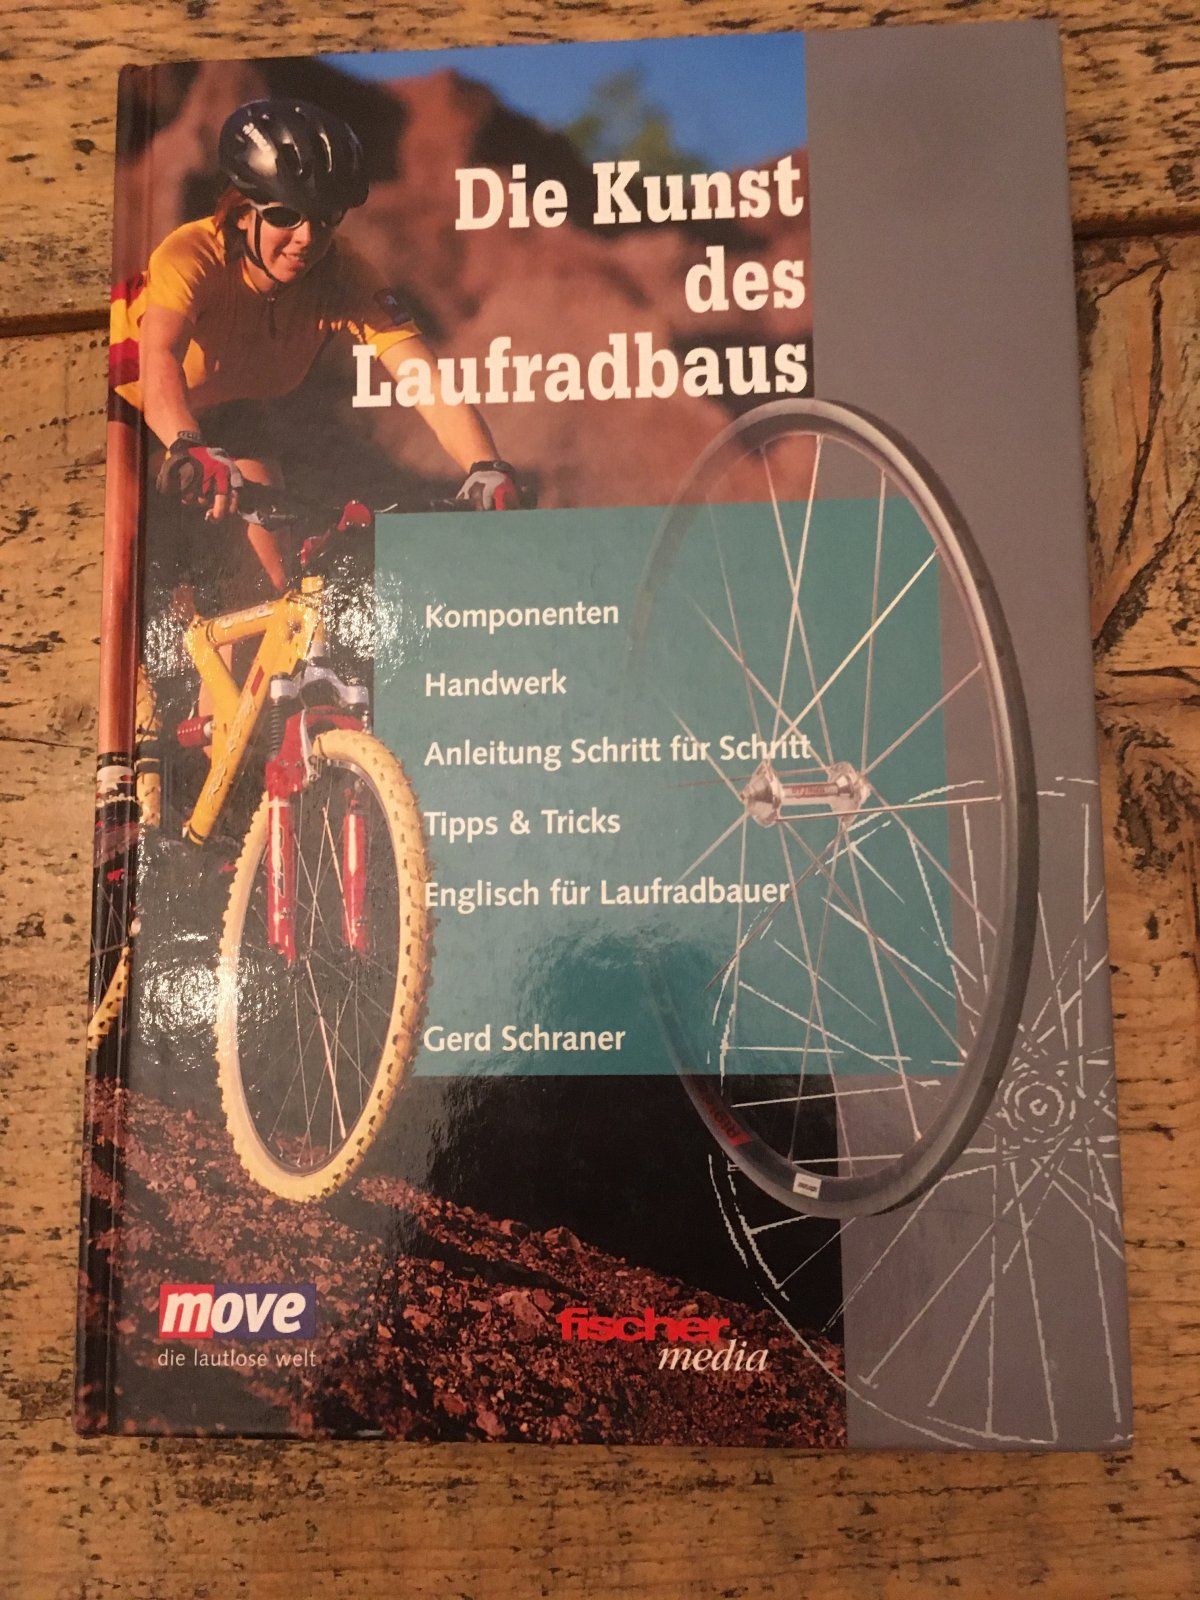 Die Kunst
des
Laufradbaus
Komponenten
Handwerk
Anleitung Schritt für Schritt
Tipps & Tricks
Englisch für Laufradbauer
Gerd Schraner
move
die lautlose welt
fischer
media